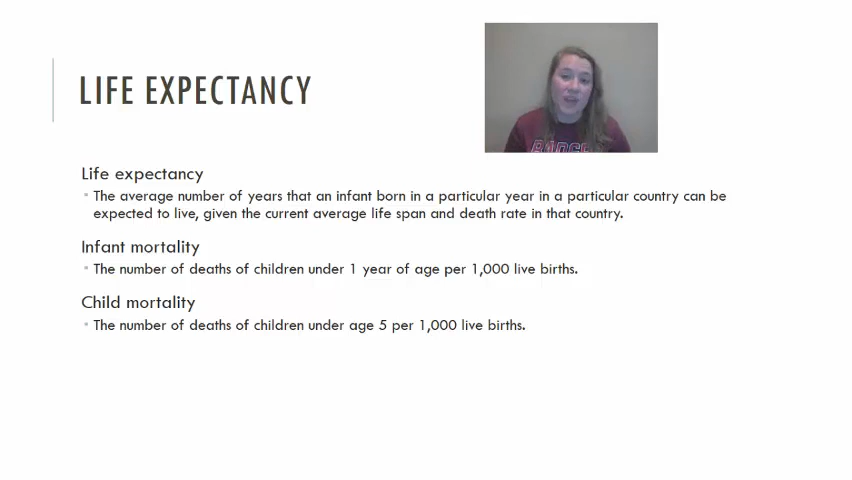 LIFE EXPECTANCY
Life expectancy
The average number of years that an infant born in a particular year in a particular country can be
expected to live, given the current average life span and death rate in that country.
Infant mortality
The number of deaths of children under 1 year of age per 1,000 live births.
Child mortality
The number of deaths of children under age 5 per 1,000 live births.